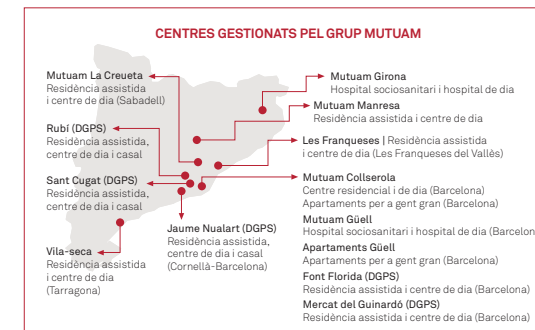 CENTRES GESTIONATS PEL GRUP MUTUAM
Mutuam La Creueta
Residència assistida
i centre de dia (Sabadell)
Rubí (DGPS)
Residència assistida,
centre de dia i casal
Sant Cugat (DGPS)
Residència assistida,
centre de dia i casal
Vila-seca
Residència assistida
i centre de dia
(Tarragona)
Jaume Nualart (DGPS)
Residència assistida,
centre de dia i casal
(Cornellà-Barcelona)
Mutuam Girona
Hospital sociosanitari i hospital de dia
Mutuam Manresa
Residència assistida i centre de dia
Les Franqueses | Residència assistida
i centre de dia (Les Franqueses del Vallès)
Mutuam Collserola
Centre residencial i de dia (Barcelona)
Apartaments per a gent gran (Barcelona)
Mutuam Güell
Hospital sociosanitari i hospital de dia (Barcelon
Apartaments Güell
Apartaments per a gent gran (Barcelona)
Font Florida (DGPS)
Residència assistida i centre de dia (Barcelona)
Mercat del Guinardó (DGPS)
Residència assistida i centre de dia (Barcelona)